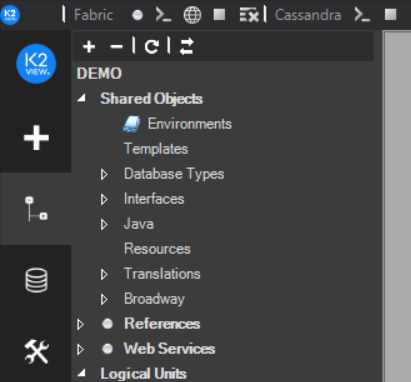 K2
Fabric
Cassandra
K2
VIEW
DEMO
Shared Objects
Environments
Templates
Database Types
Interfaces
Java
Resources
Translations
Broadway
References
Web Services
Logical Units